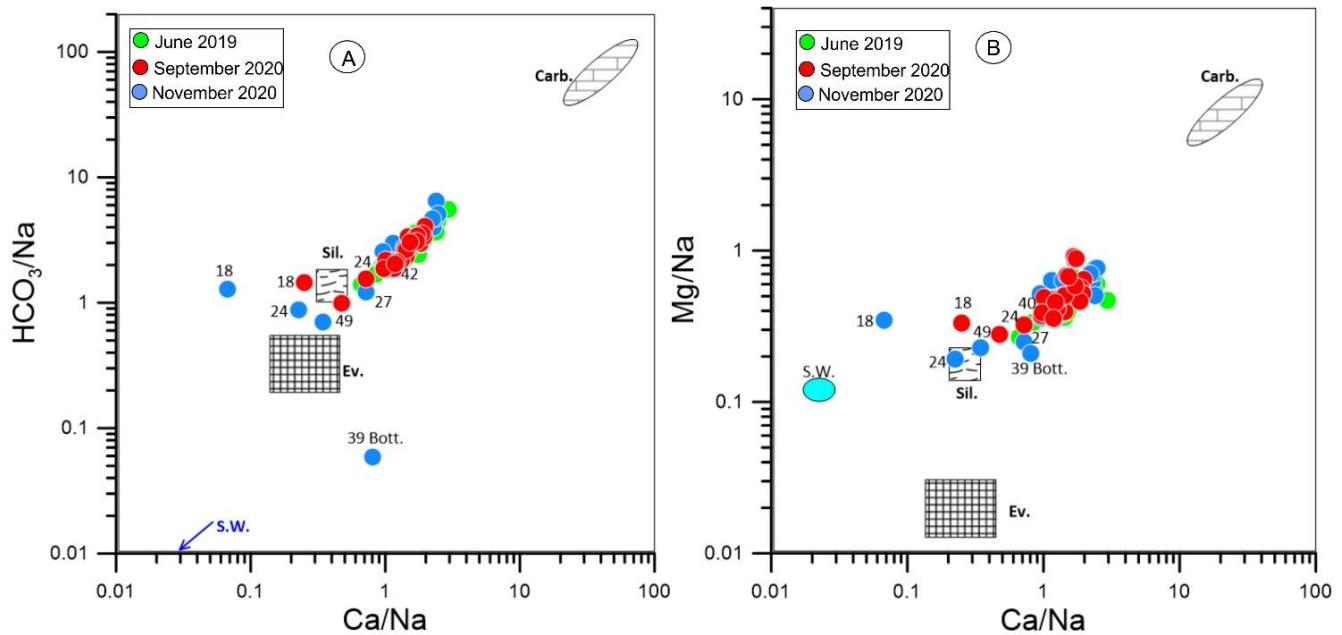 June 2019
September 2020
November 2020
A
Carb.
100
10
1
0.1
0.01
HCO3/Na
18
18
24
Sil.
24
42
27
49
Ev.
39 Bott.
S.W.
0.01
0.1
1
10
100
Ca/Na
June 2019
September 2020
November 2020
B
Carb.
10
1
0.1
0.01
Mg/Na
18
18
40
24
49
27
24
39 Bott.
Sil.
S.W.
Ev.
0.01
0.1
1
10
100
Ca/Na